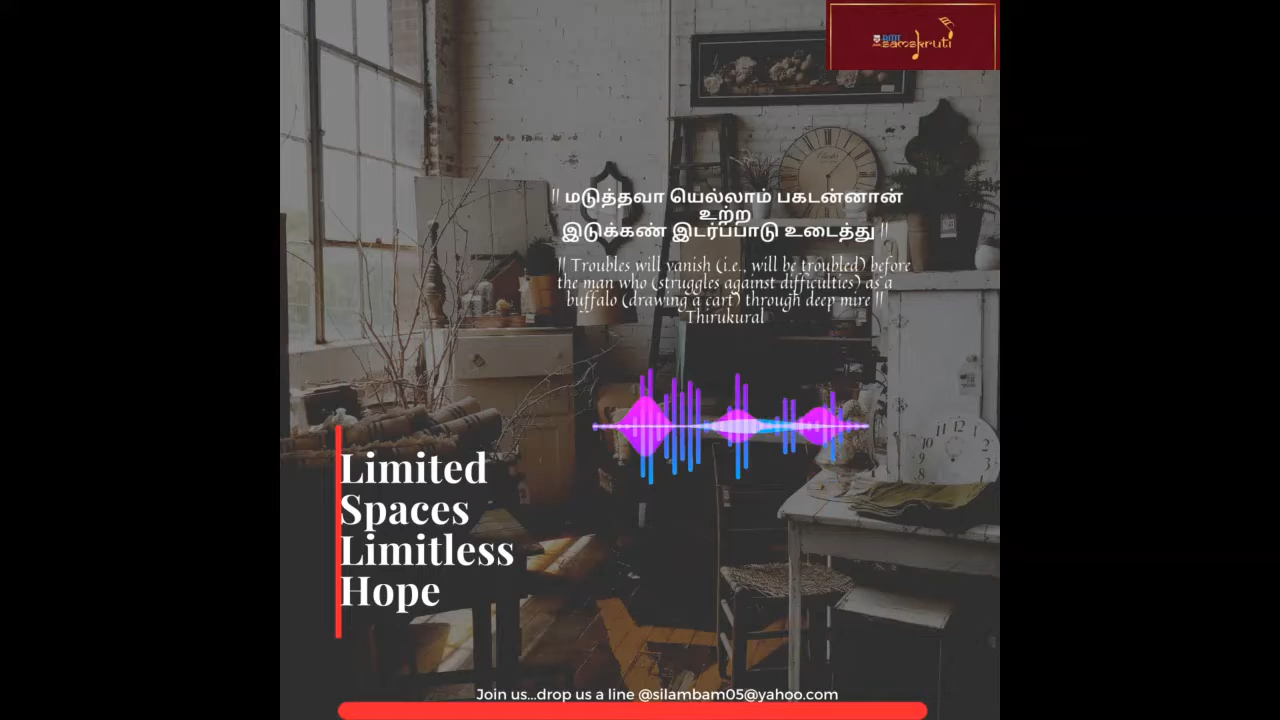 samskruti
|| மடுத்தவா யெல்லாம் பகடன்னான்
உற்ற
இடுக்கண் இடர்ப்பாடு உடைத்து ||
|| Troubles will vanish (i.e., will be troubled) before
the man who (struggles against difficulties) as a
buffalo (drawing a cart) through deep mire ||
Thirukural
Limited
Spaces
Limitless
Hope
Join us...drop us a line @silambam05@yahoo.com